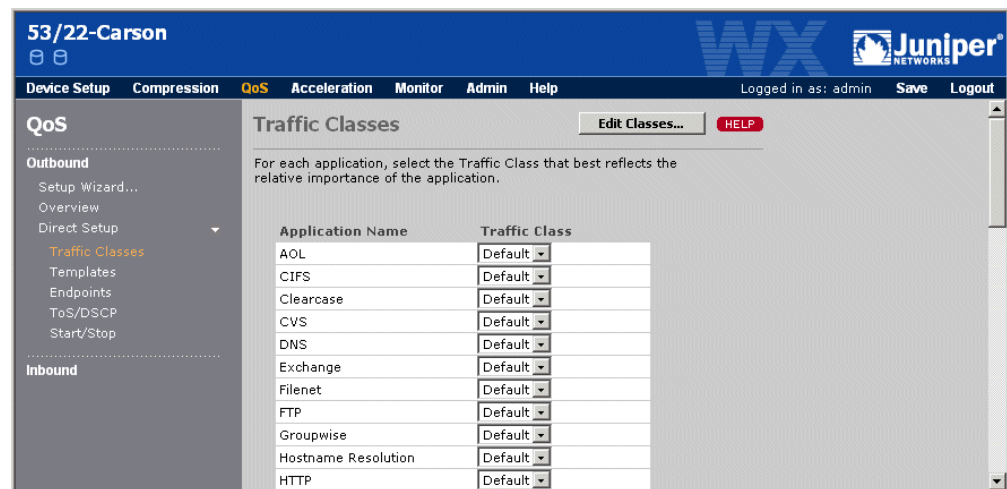 53/22-Carson
WX
Juniper®
NETWORKS
Device Setup Compression QoS Acceleration Monitor Admin Help Logged in as: admin Save Logout
QoS
Outbound
Setup Wizard...
Overview
Direct Setup
Traffic Classes
Templates
Endpoints
ToS/DSCP
Start/Stop
Inbound
Traffic Classes Edit Classes... HELP
For each application, select the Traffic Class that best reflects the
relative importance of the application.
Application Name Traffic Class
AOL Default
CIFS Default
Clearcase Default
CVS Default
DNS Default
Exchange Default
Filenet Default
FTP Default
Groupwise Default
Hostname Resolution Default
HTTP Default